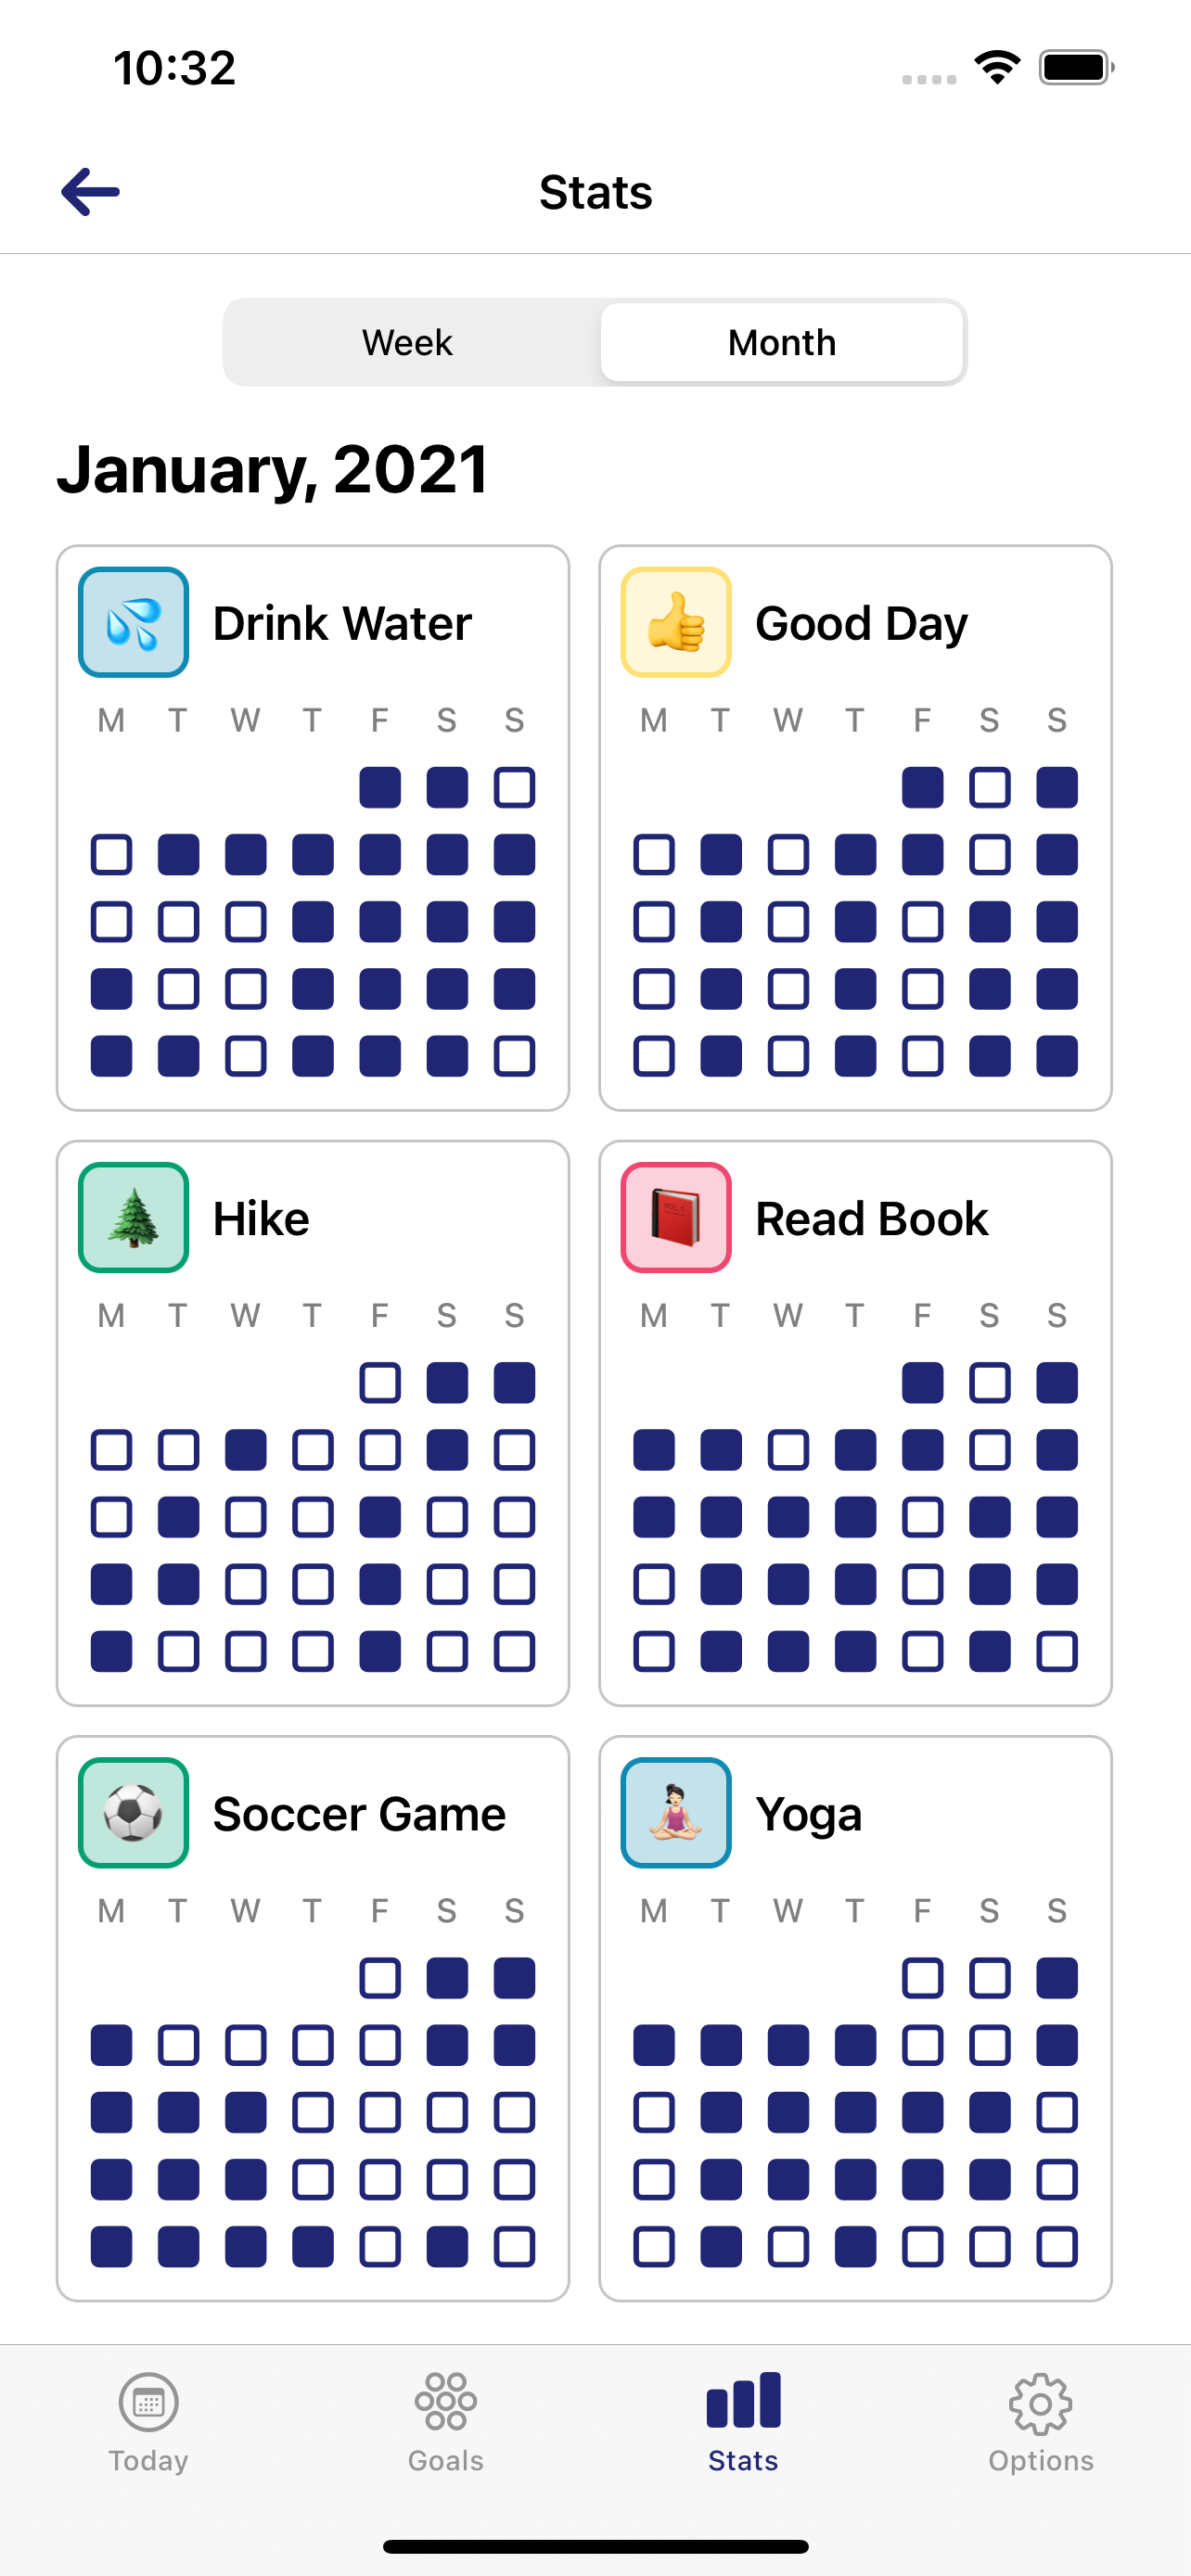 10:32
Stats
Week Month
January, 2021
Drink Water
M T W T F S S
Good Day
M T W T F S S
Hike
M T W T F S S
Read Book
M T W T F S S
Soccer Game
M T W T F S S
Yoga
M T W T F S S
Today Goals Stats Options